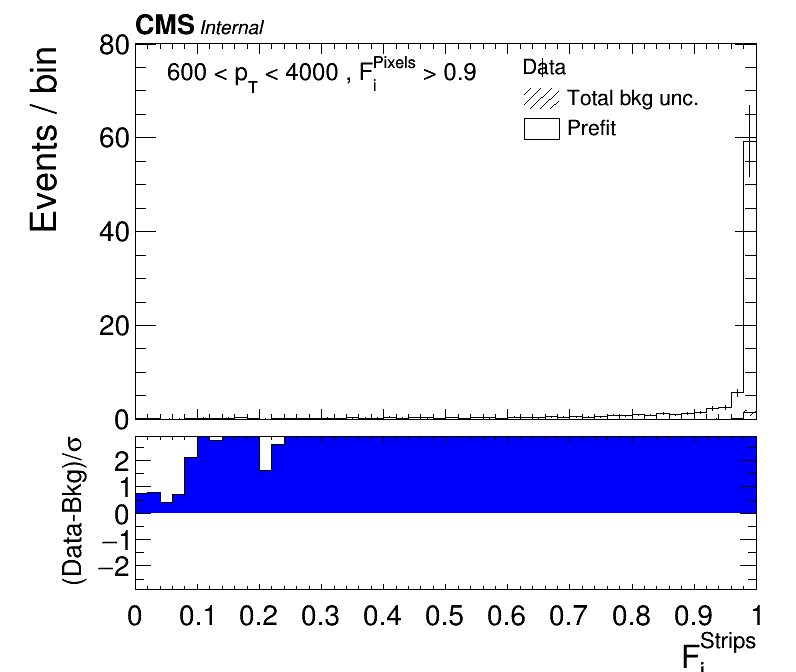 CMS Internal
80
60
40
20
0
Events / bin
600 < p_T < 4000 , F_i^Pixels > 0.9
Data
Total bkg unc.
Prefit
2
1
0
−1
−2
(Data-Bkg)/σ
0 0.1 0.2 0.3 0.4 0.5 0.6 0.7 0.8 0.9 1
F_i^Strips